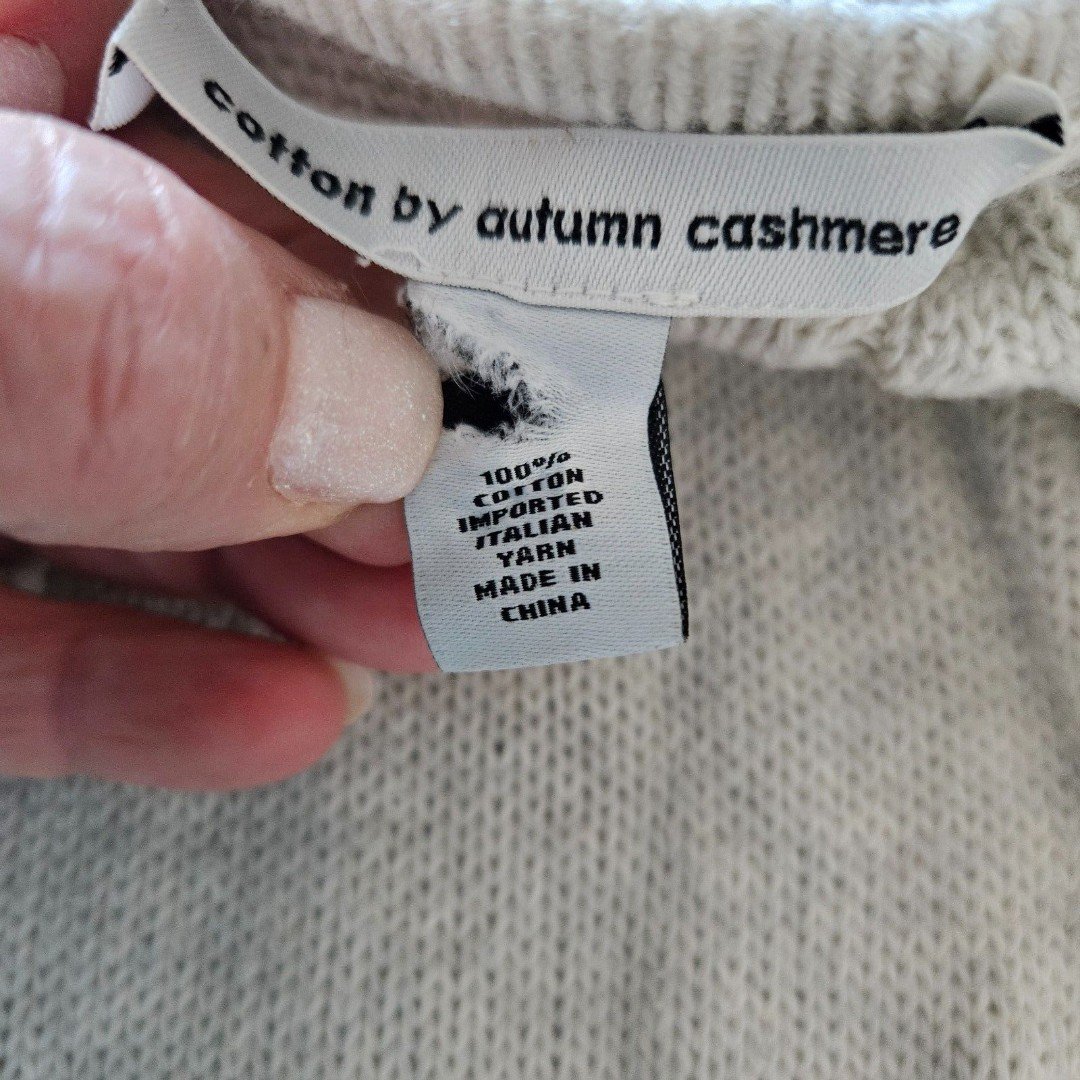 cotton by autumn cashmere
100%
COTTON
IMPORTED
ITALIAN
YARN
MADE IN
CHINA